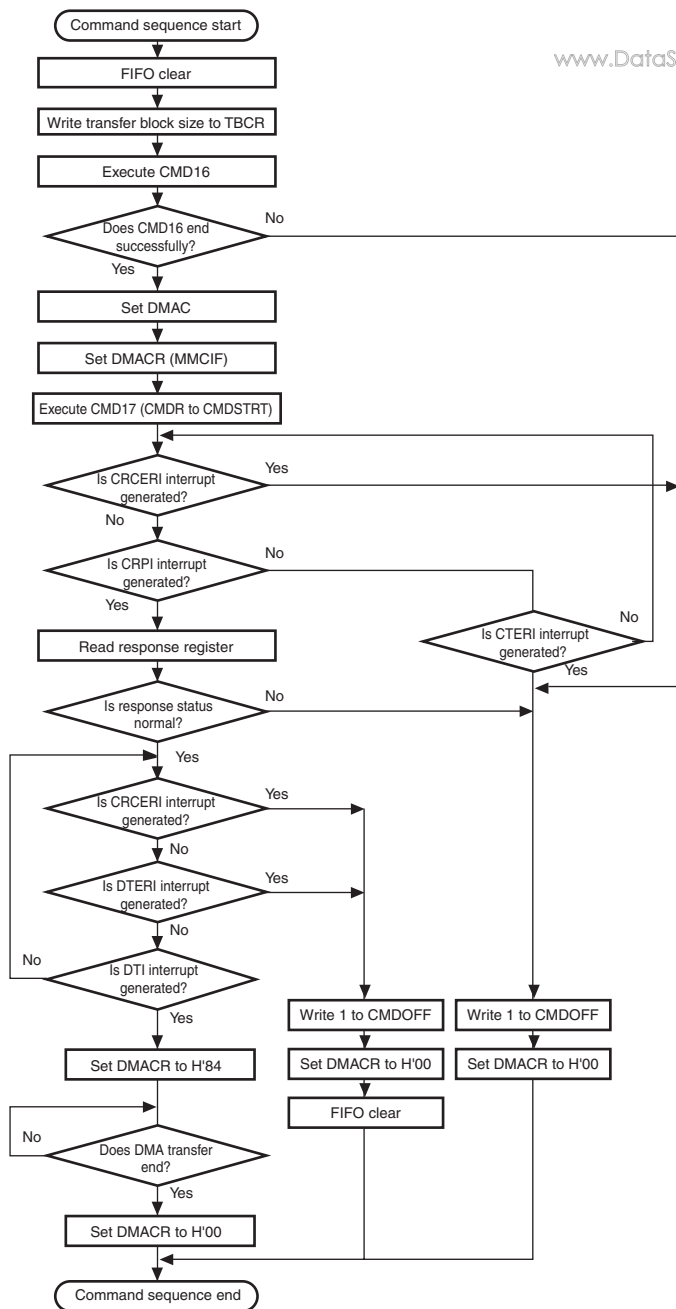 Command sequence start
www.DataS
FIFO clear
Write transfer block size to TBCR
Execute CMD16
No
Does CMD16 end
successfully?
Yes
Set DMAC
Set DMACR (MMCIF)
Execute CMD17 (CMDR to CMDSTRT)
Yes
Is CRCERI interrupt
generated?
No
No
Is CRPI interrupt
generated?
Yes
No
Is CTERI interrupt
generated?
Yes
Read response register
No
Is response status
normal?
Yes
Is CRCERI interrupt
generated?
Yes
No
Is DTERI interrupt
generated?
Yes
No
No
Is DTI interrupt
generated?
Yes
Write 1 to CMDOFF
Write 1 to CMDOFF
Set DMACR to H'84
Set DMACR to H'00
Set DMACR to H'00
FIFO clear
No
Does DMA transfer
end?
Yes
Set DMACR to H'00
Command sequence end